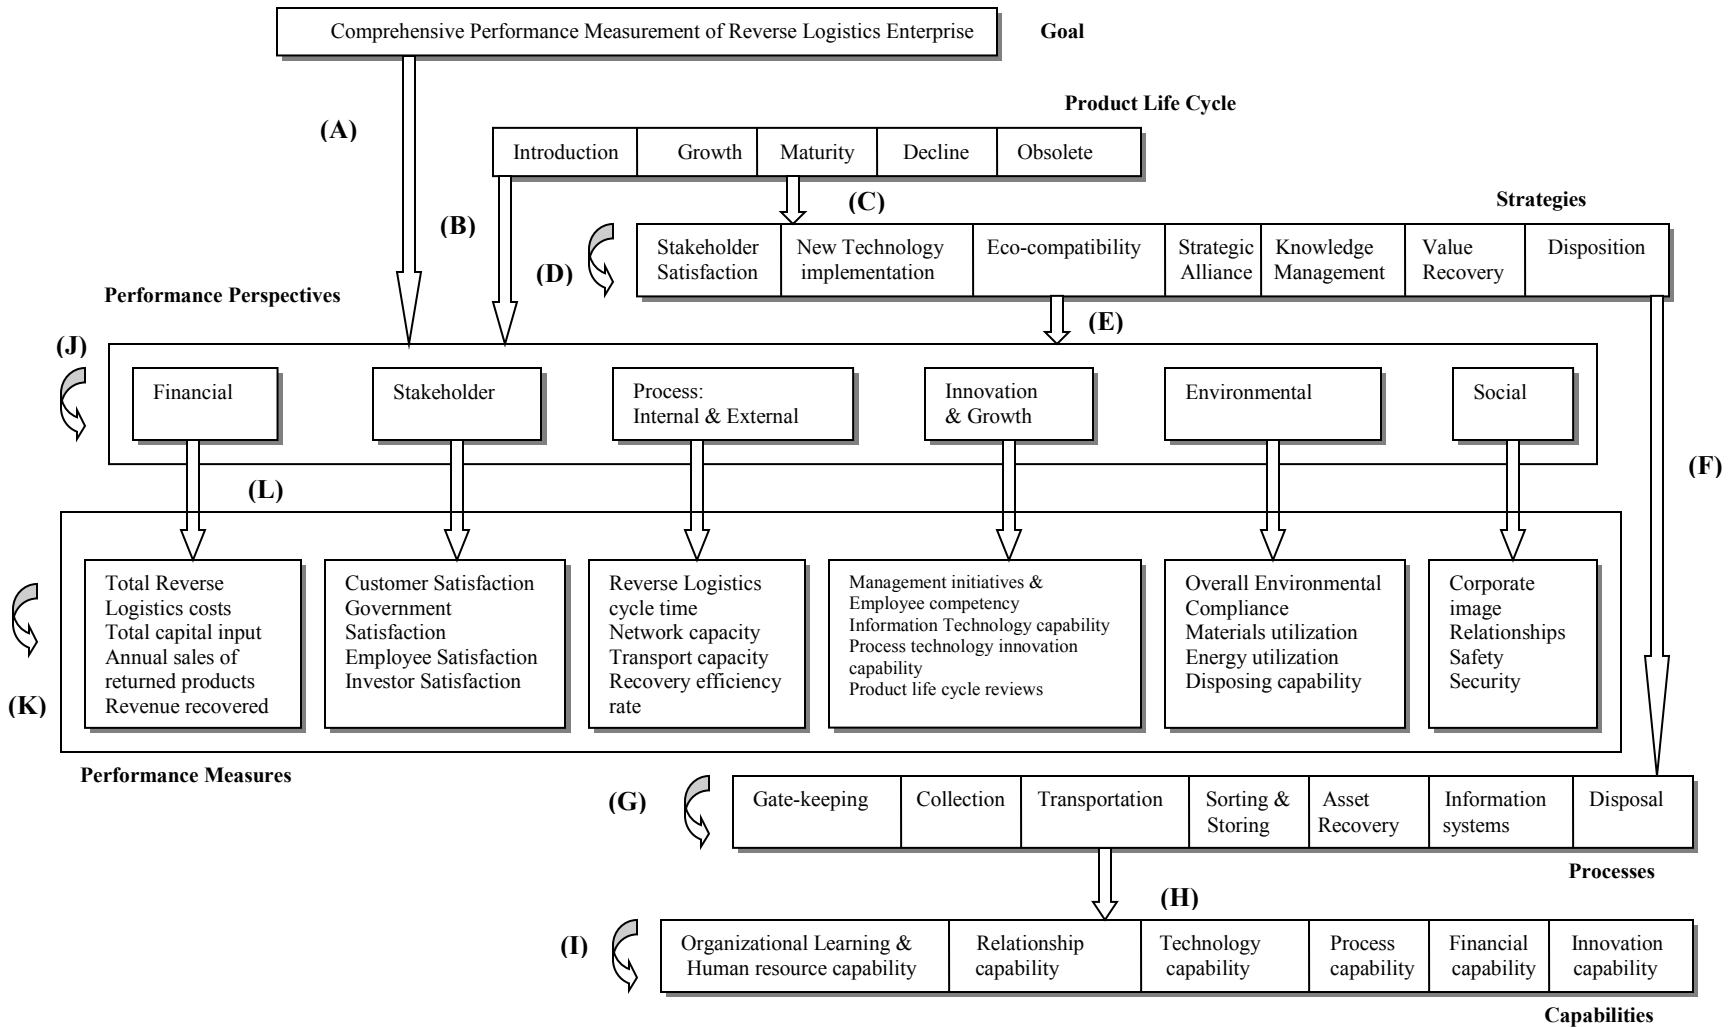 Comprehensive Performance Measurement of Reverse Logistics Enterprise
Goal
(A)
Product Life Cycle
Introduction
Growth
Maturity
Decline
Obsolete
(B)
(C)
Strategies
(D)
Stakeholder
Satisfaction
New Technology
implementation
Eco-compatibility
Strategic
Alliance
Knowledge
Management
Value
Recovery
Disposition
Performance Perspectives
(E)
(F)
(J)
Financial
Stakeholder
Process:
Internal & External
Innovation
& Growth
Environmental
Social
(L)
Total Reverse
Logistics costs
Total capital input
Annual sales of
returned products
Revenue recovered
Customer Satisfaction
Government
Satisfaction
Employee Satisfaction
Investor Satisfaction
Reverse Logistics
cycle time
Network capacity
Transport capacity
Recovery efficiency
rate
Management initiatives &
Employee competency
Information Technology capability
Process technology innovation
capability
Product life cycle reviews
Overall Environmental
Compliance
Materials utilization
Energy utilization
Disposing capability
Corporate
image
Relationships
Safety
Security
(K)
Performance Measures
(G)
Gate-keeping
Collection
Transportation
Sorting &
Storing
Asset
Recovery
Information
systems
Disposal
Processes
(H)
(I)
Organizational Learning &
Human resource capability
Relationship
capability
Technology
capability
Process
capability
Financial
capability
Innovation
capability
Capabilities